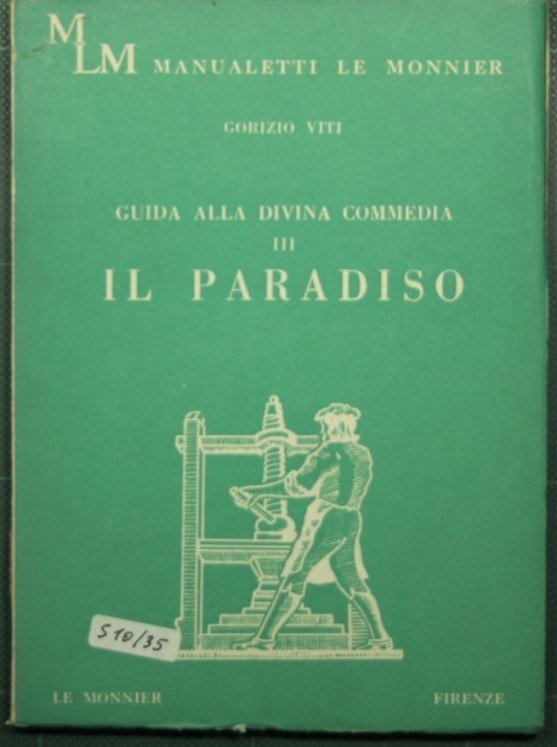 MLM MANUALETTI LE MONNIER
GORIZIO VITI
GUIDA ALLA DIVINA COMMEDIA
III
IL PARADISO
S10/35
LE MONNIER FIRENZE